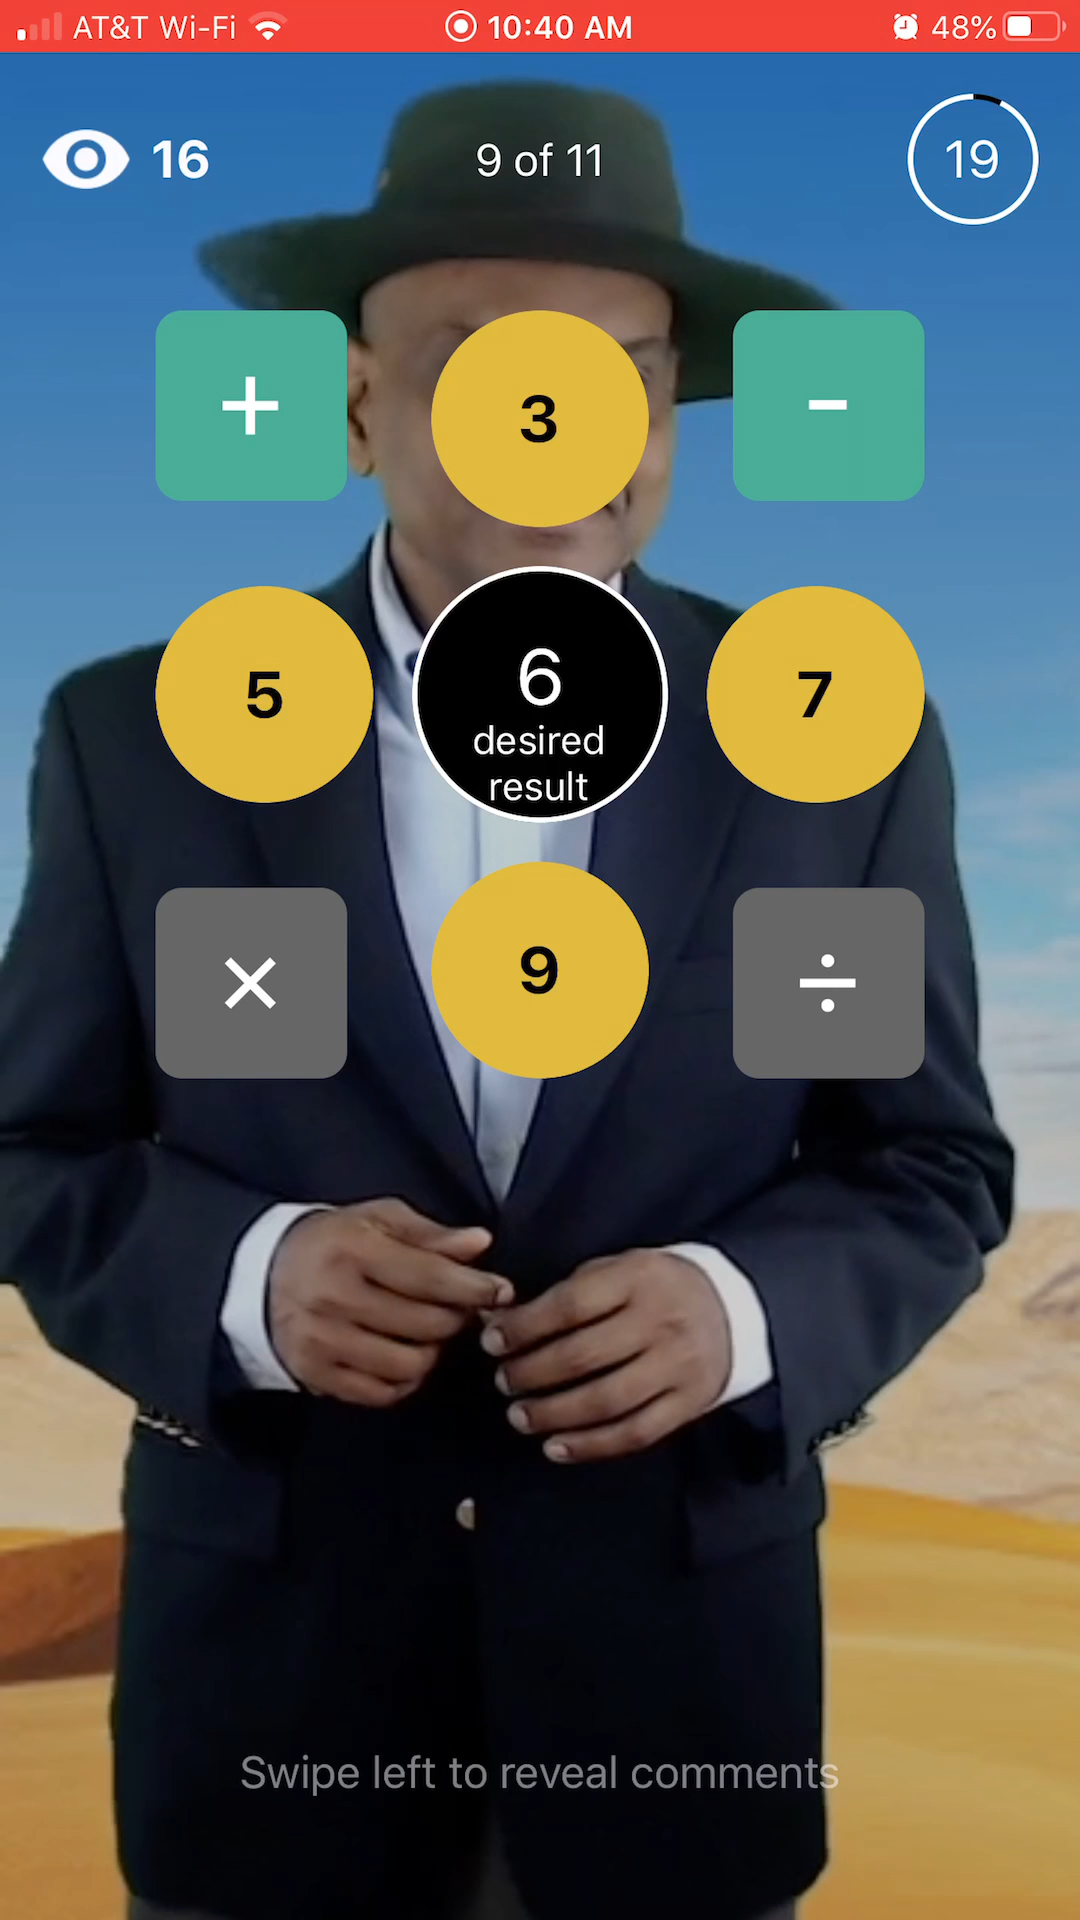 AT&T Wi-Fi 10:40 AM 48%
16 9 of 11 19
+ 3 -
5 6 7
desired
result
× 9 ÷
Swipe left to reveal comments